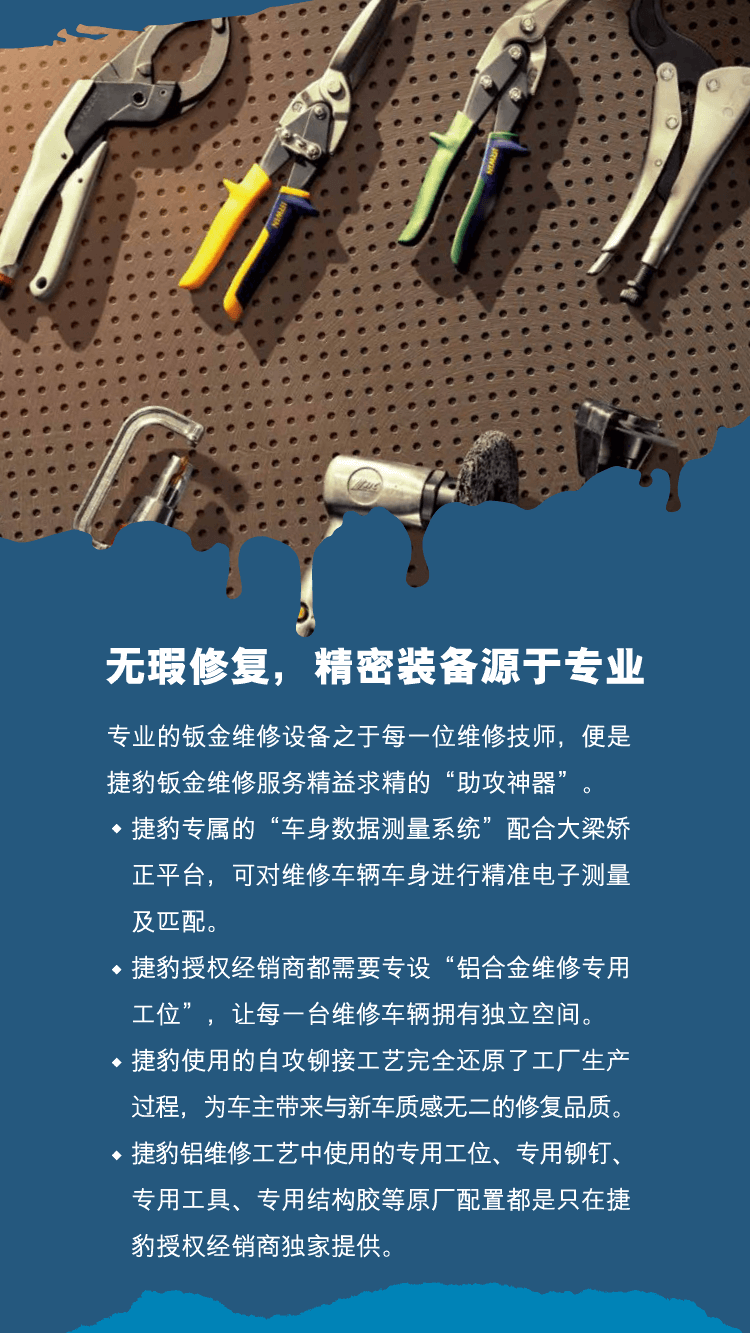 无瑕修复，精密装备源于专业
专业的钣金维修设备之于每一位维修技师，便是
捷豹钣金维修服务精益求精的“助攻神器”。
捷豹专属的“车身数据测量系统”配合大梁矫
正平台，可对维修车辆车身进行精准电子测量
及匹配。
捷豹授权经销商都需要专设“铝合金维修专用
工位”，让每一台维修车辆拥有独立空间。
捷豹使用的自攻铆接工艺完全还原了工厂生产
过程，为车主带来与新车质感无二的修复品质。
捷豹铝维修工艺中使用的专用工位、专用铆钉、
专用工具、专用结构胶等原厂配置都是只在捷
豹授权经销商独家提供。